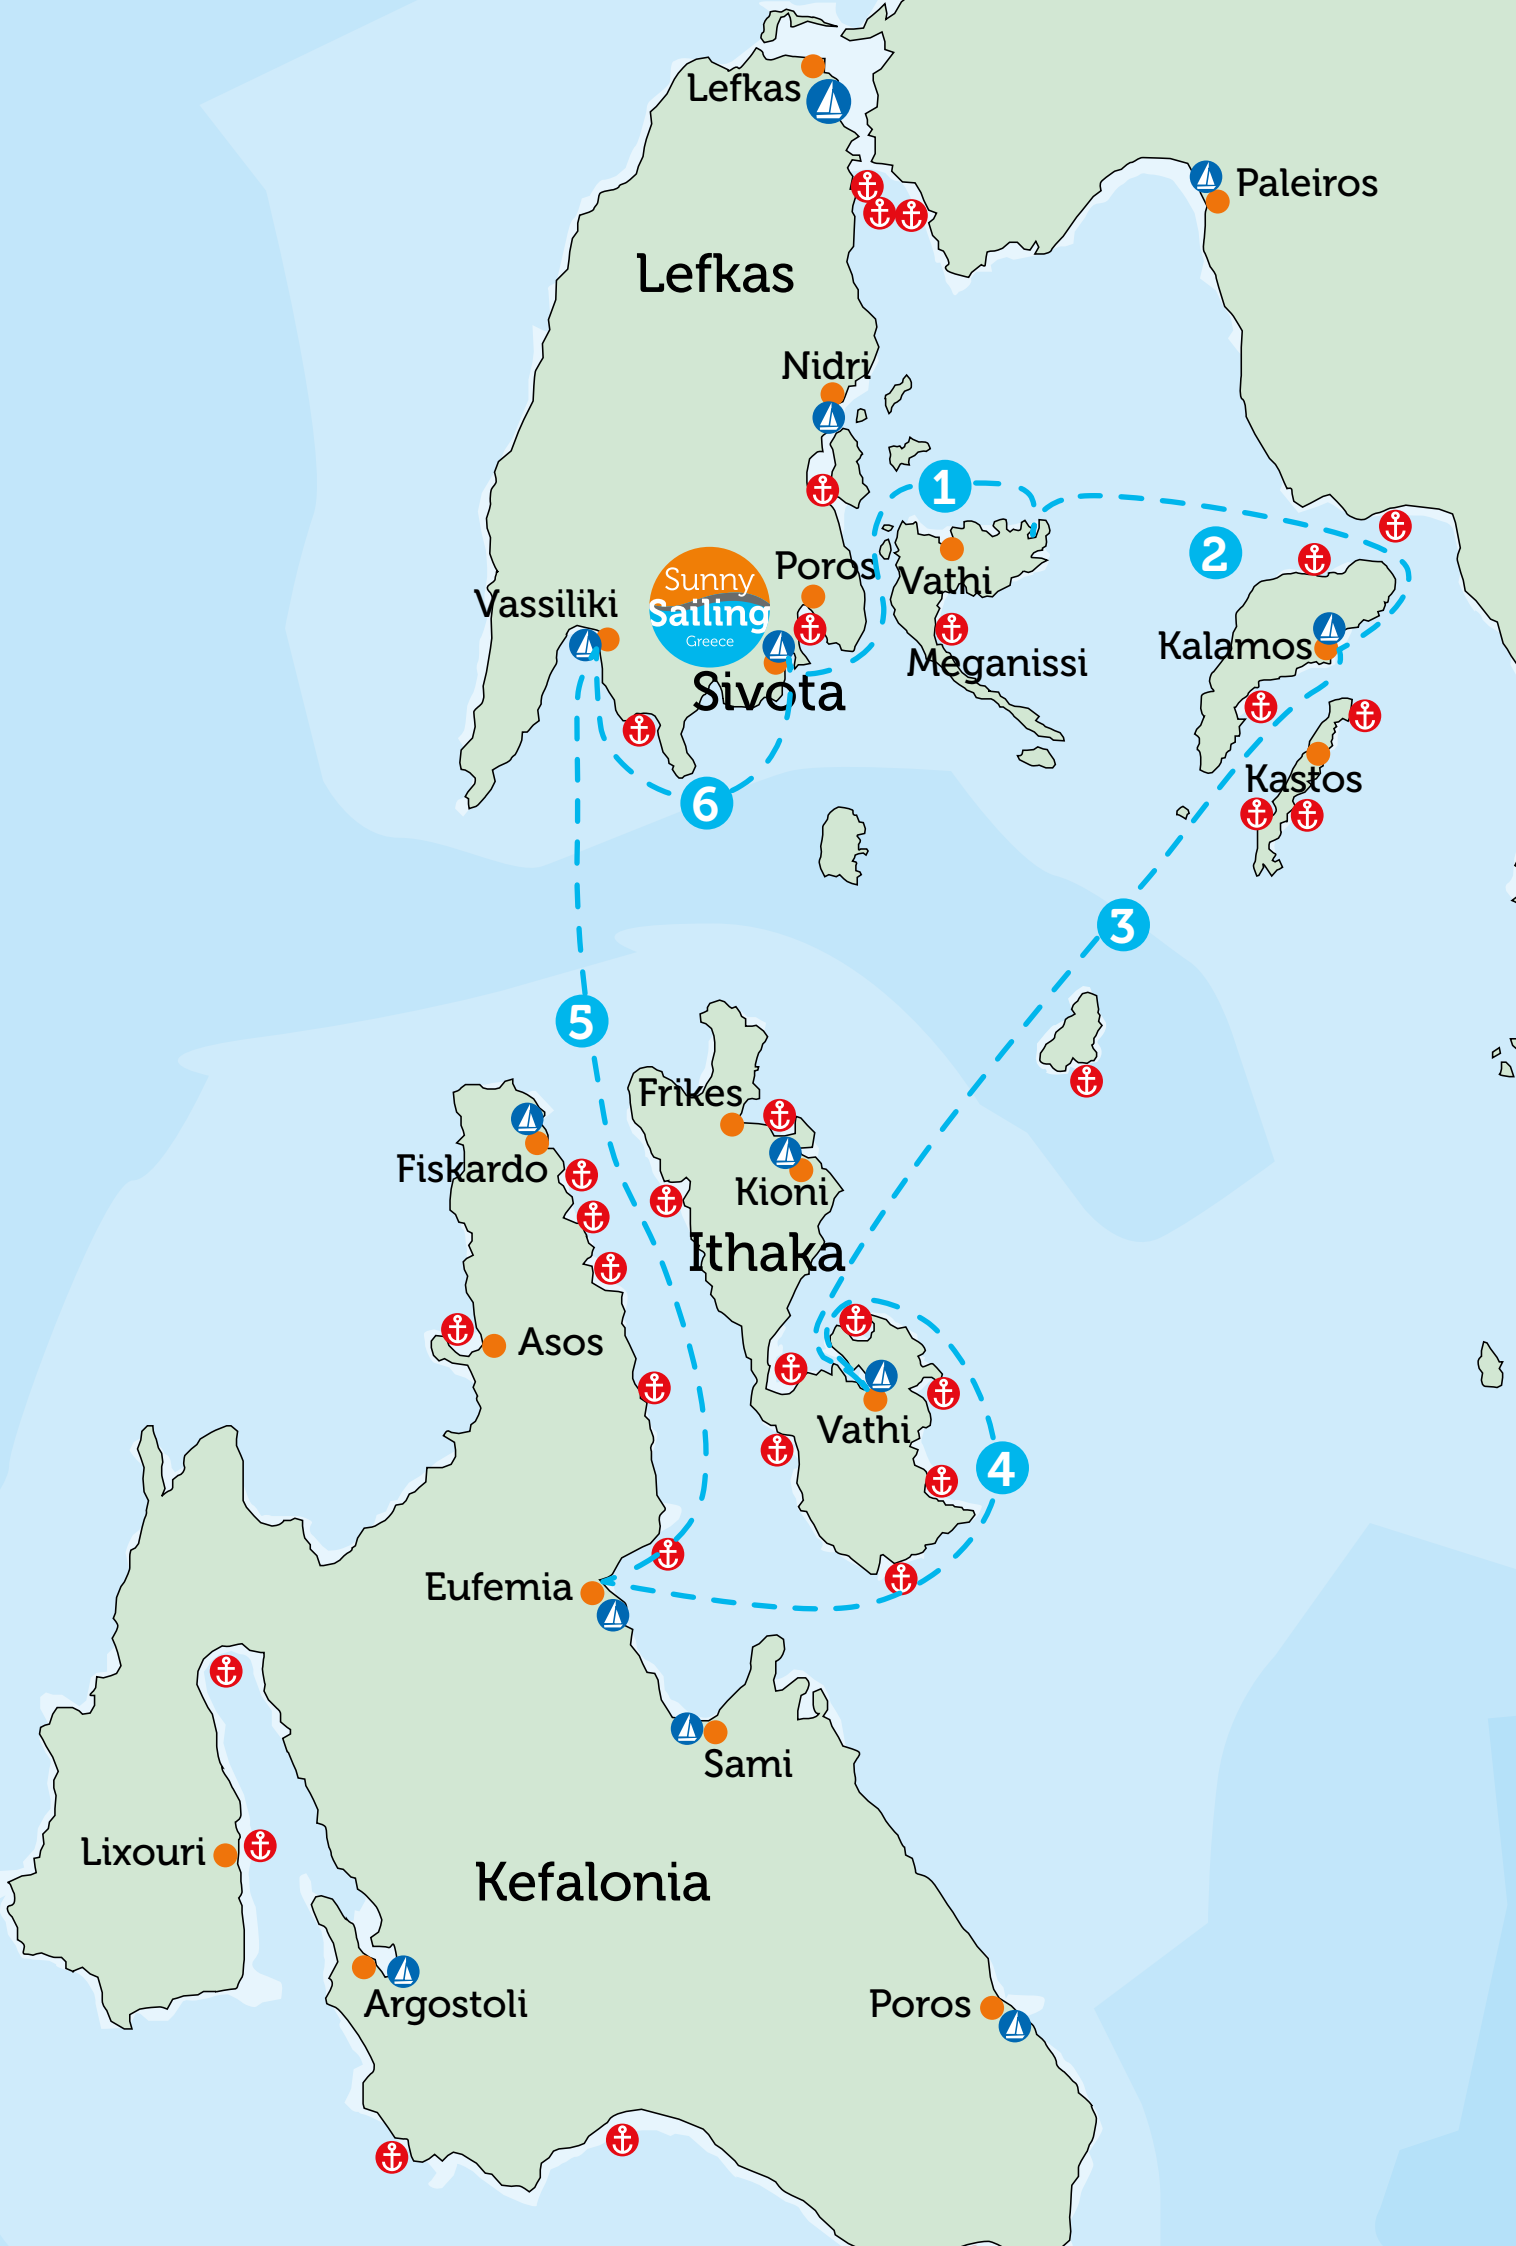 Lefkas
Paleiros
Lefkas
Nidri
1
2
Poros
Vathi
Sunny
Sailing
Greece
Vassiliki
Meganissi
Kalamos
Sivota
Kastos
6
3
5
Frikes
Fiskardo
Kioni
Ithaka
Asos
Vathi
4
Eufemia
Sami
Lixouri
Kefalonia
Argostoli
Poros